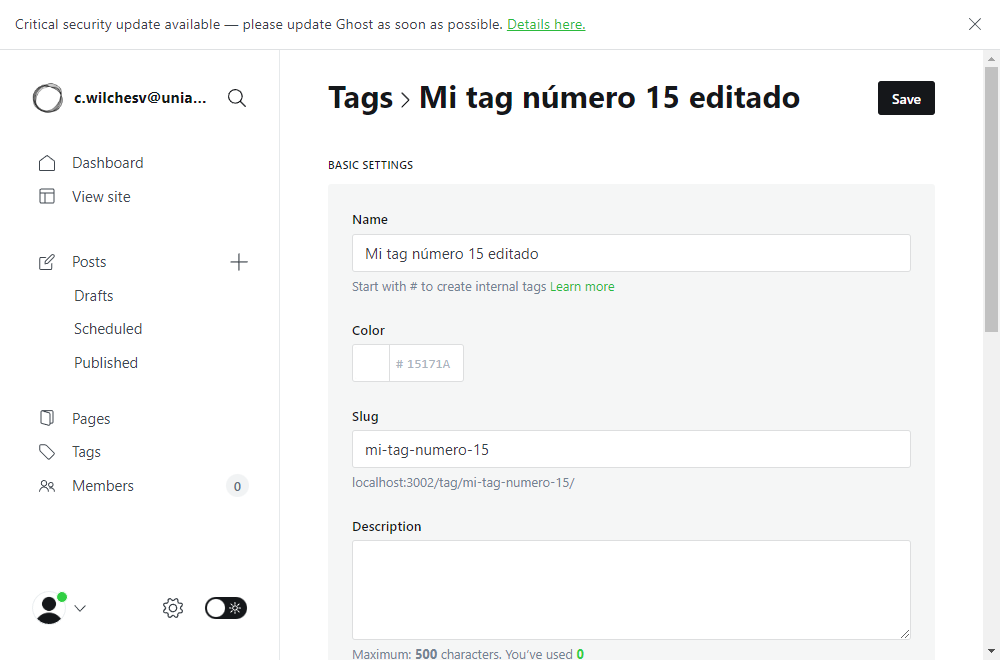 Critical security update available — please update Ghost as soon as possible. Details here.
c.wilchesv@unia...
Dashboard
View site
Posts
Drafts
Scheduled
Published
Pages
Tags
Members
0
Tags > Mi tag número 15 editado
Save
BASIC SETTINGS
Name
Mi tag número 15 editado
Start with # to create internal tags Learn more
Color
# 15171A
Slug
mi-tag-numero-15
localhost:3002/tag/mi-tag-numero-15/
Description
Maximum: 500 characters. You’ve used 0